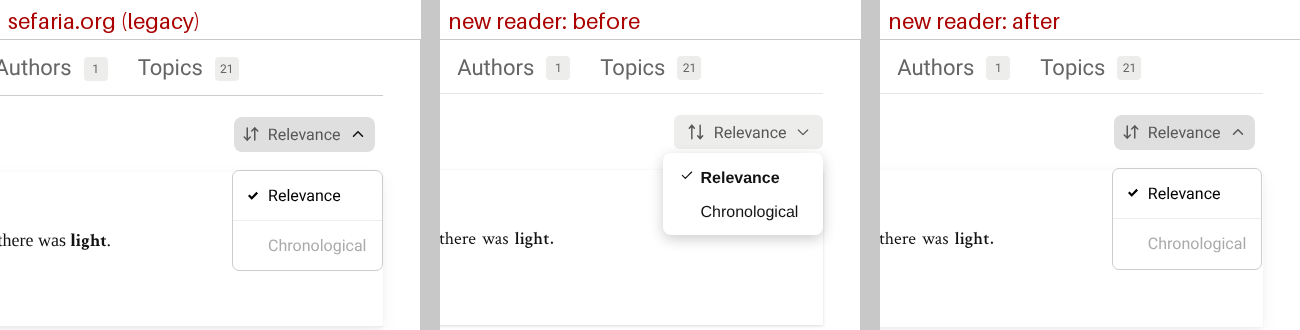 sefaria.org (legacy)
Authors 1 Topics 21
Relevance
Relevance
Chronological
there was light.
new reader: before
Authors 1 Topics 21
Relevance
Relevance
Chronological
there was light.
new reader: after
Authors 1 Topics 21
Relevance
Relevance
Chronological
there was light.